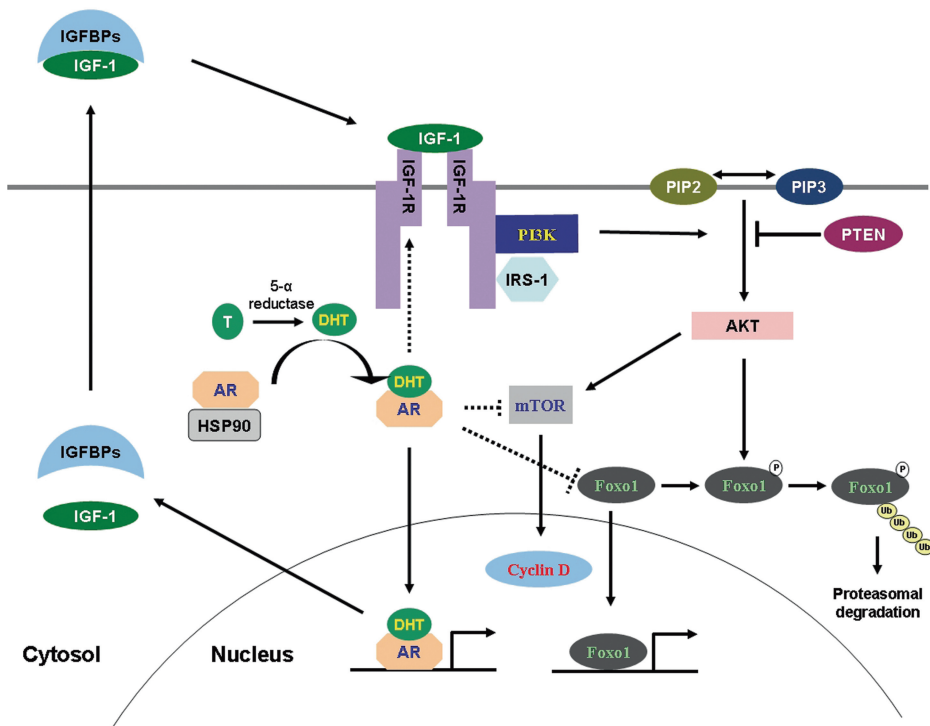 IGFBPs
IGF-1
IGF-1
IGF-1R
IGF-1R
PIP2
PIP3
PI3K
PTEN
IRS-1
5-α
reductase
T
DHT
AKT
DHT
AR
AR
mTOR
HSP90
IGFBPs
P
P
Foxo1
Foxo1
Foxo1
IGF-1
Ub
Ub
Ub
Ub
Cyclin D
Proteasomal
degradation
DHT
Cytosol
Nucleus
AR
Foxo1